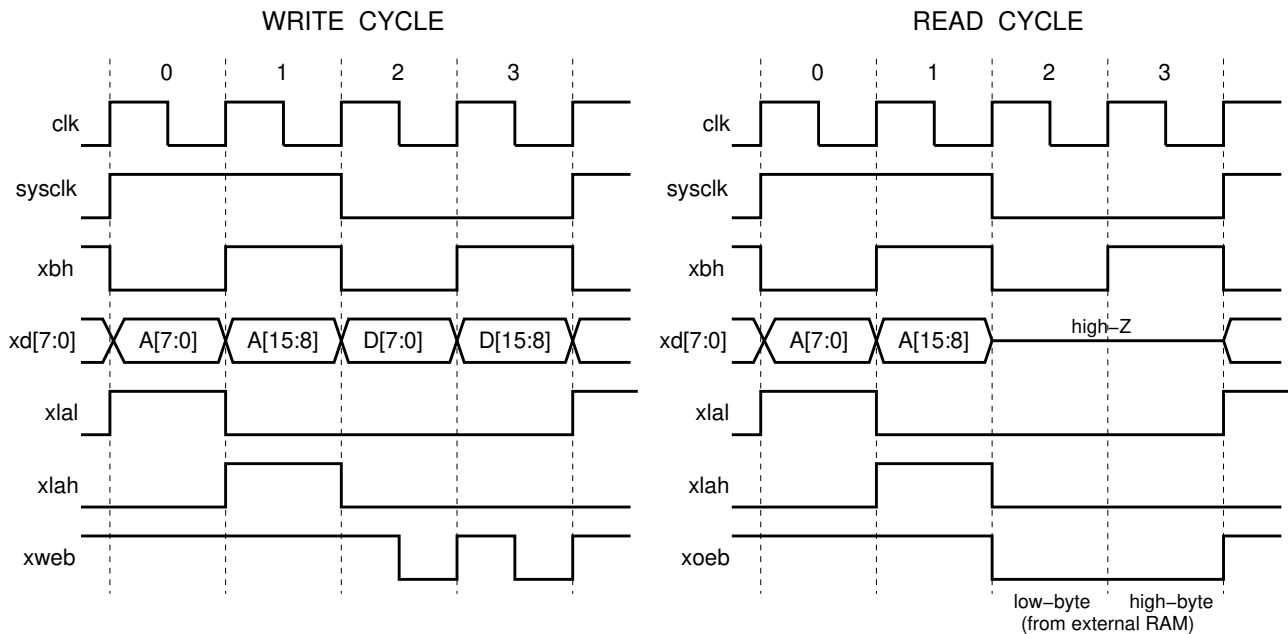 WRITE CYCLE
0 1 2 3
clk
sysclk
xbh
xd[7:0] A[7:0] A[15:8] D[7:0] D[15:8]
xlal
xlah
xweb
READ CYCLE
0 1 2 3
clk
sysclk
xbh
xd[7:0] A[7:0] A[15:8] high−Z
xlal
xlah
xoeb
low−byte high−byte
(from external RAM)